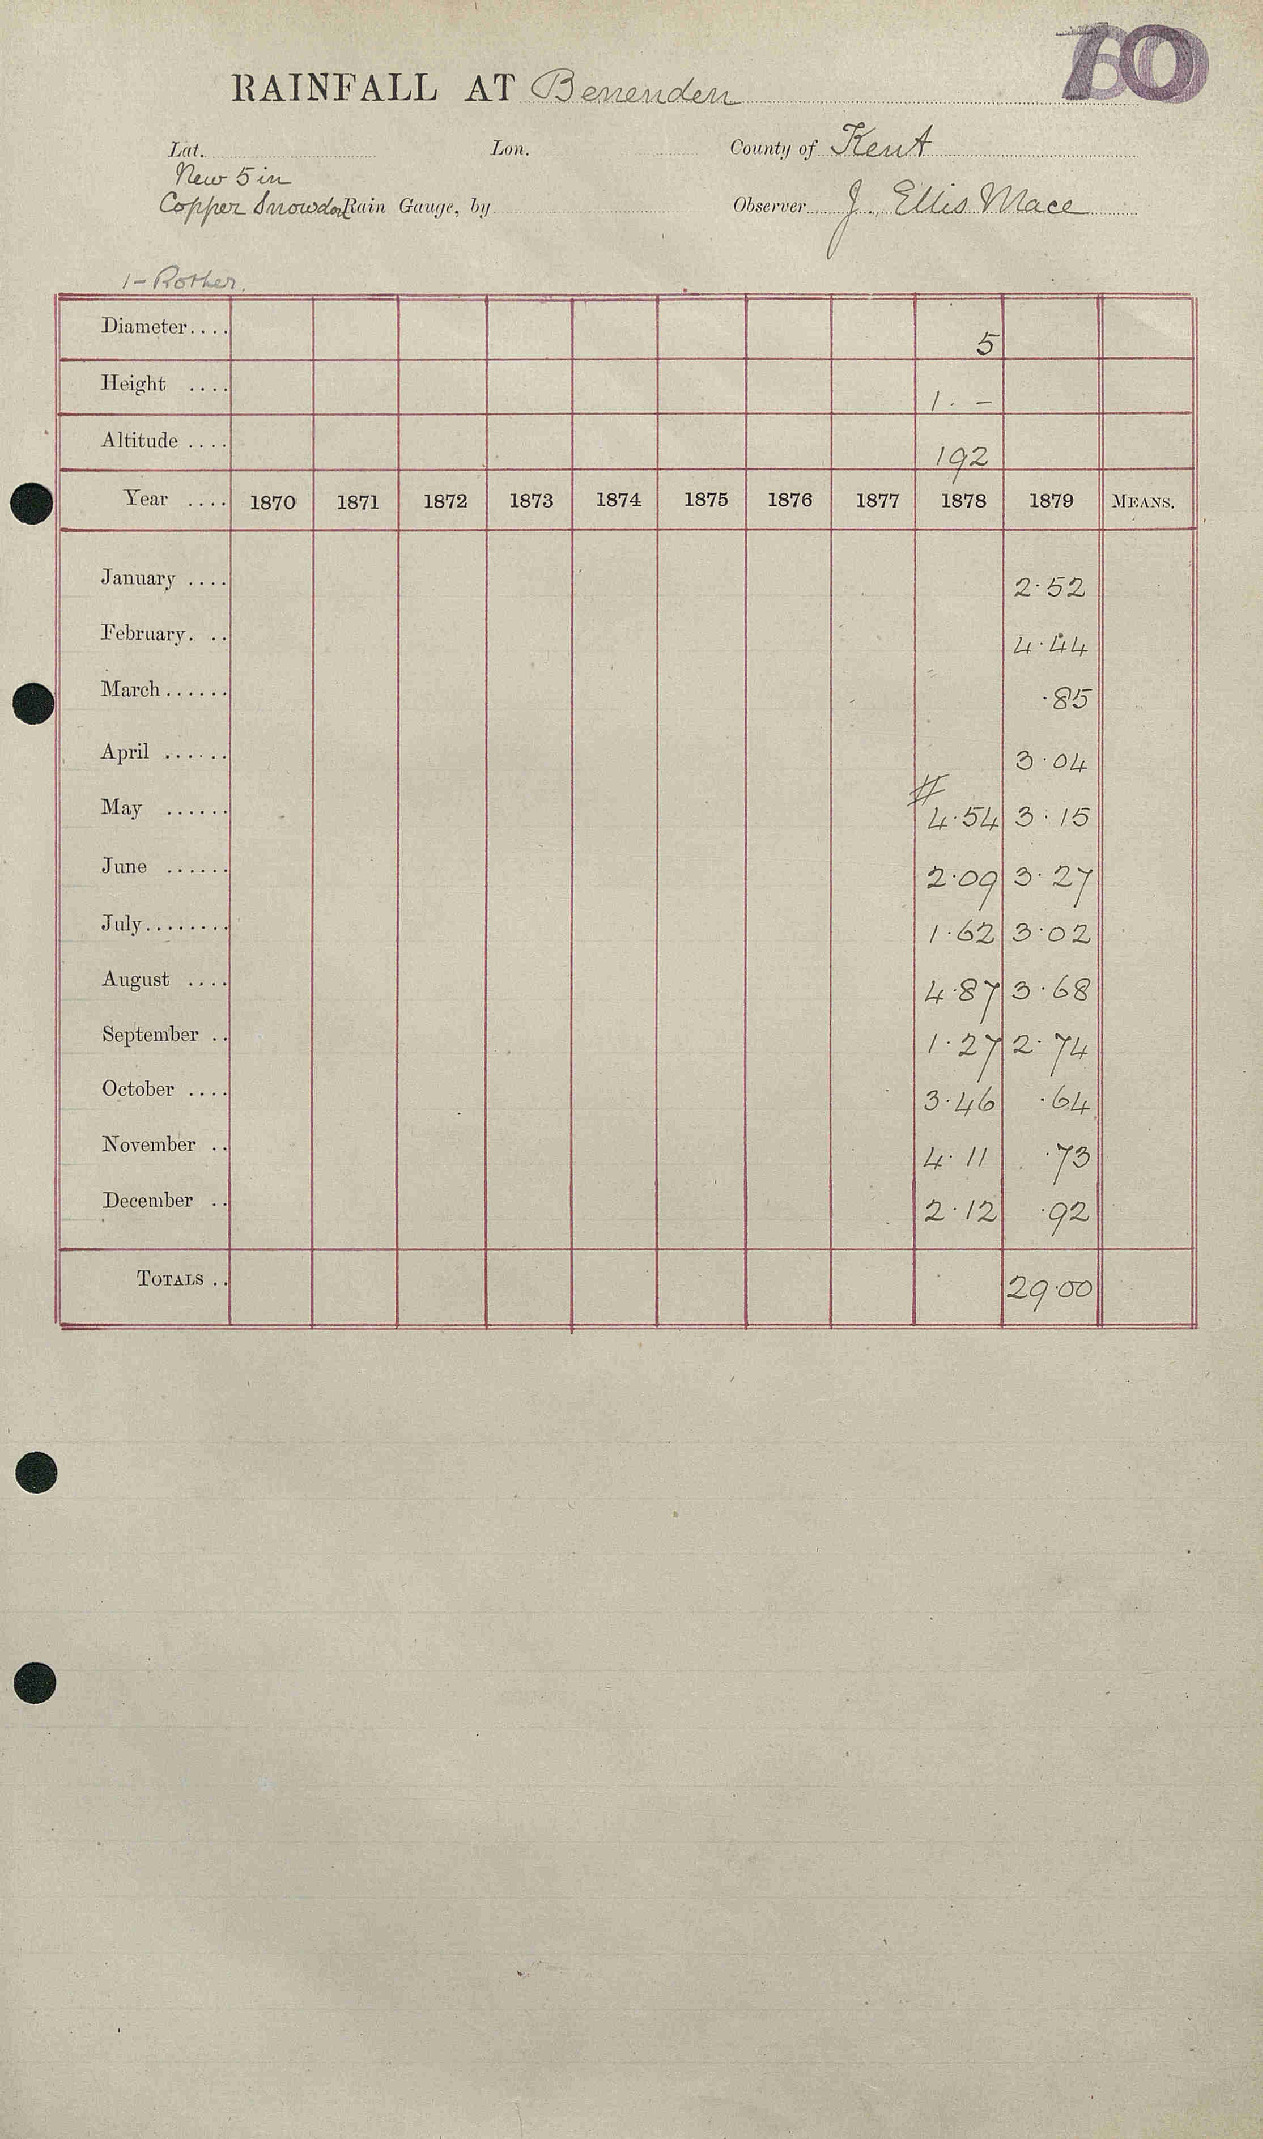 RAINFALL AT Benenden
Lat. Lon. County of Kent
New 5 in
Copper Snowdon Rain Gauge, by Observer J. Ellis Mace
1 - Rother.
Diameter.... 5
Height .... 1. -
Altitude .... 192
Year .... 1870 1871 1872 1873 1874 1875 1876 1877 1878 1879 MEANS.
January .... 2.52
February. .. 4.44
March...... .85
April ...... 3.04
#
May ...... 4.54 3.15
June ...... 2.09 3.27
July........ 1.62 3.02
August .... 4.87 3.68
September .. 1.27 2.74
October .... 3.46 .64
November .. 4.11 .73
December .. 2.12 .92
TOTALS .. 29.00